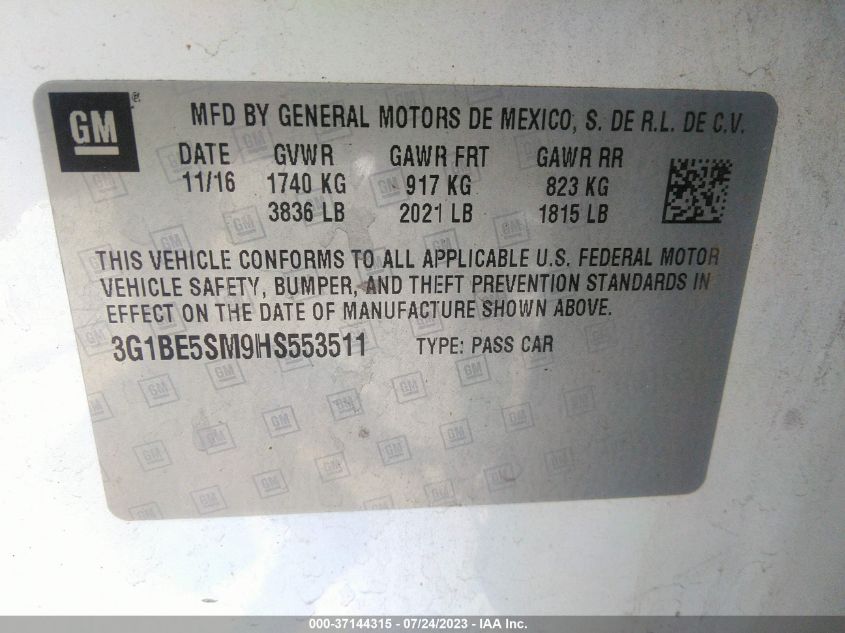 GM
MFD BY GENERAL MOTORS DE MEXICO, S. DE R.L. DE C.V.
DATE GVWR GAWR FRT GAWR RR
11/16 1740 KG 917 KG 823 KG
3836 LB 2021 LB 1815 LB
THIS VEHICLE CONFORMS TO ALL APPLICABLE U.S. FEDERAL MOTOR
VEHICLE SAFETY, BUMPER, AND THEFT PREVENTION STANDARDS IN
EFFECT ON THE DATE OF MANUFACTURE SHOWN ABOVE.
3G1BE5SM9HS553511 TYPE: PASS CAR
000-37144315 | 07/24/2023 - IAA Inc.